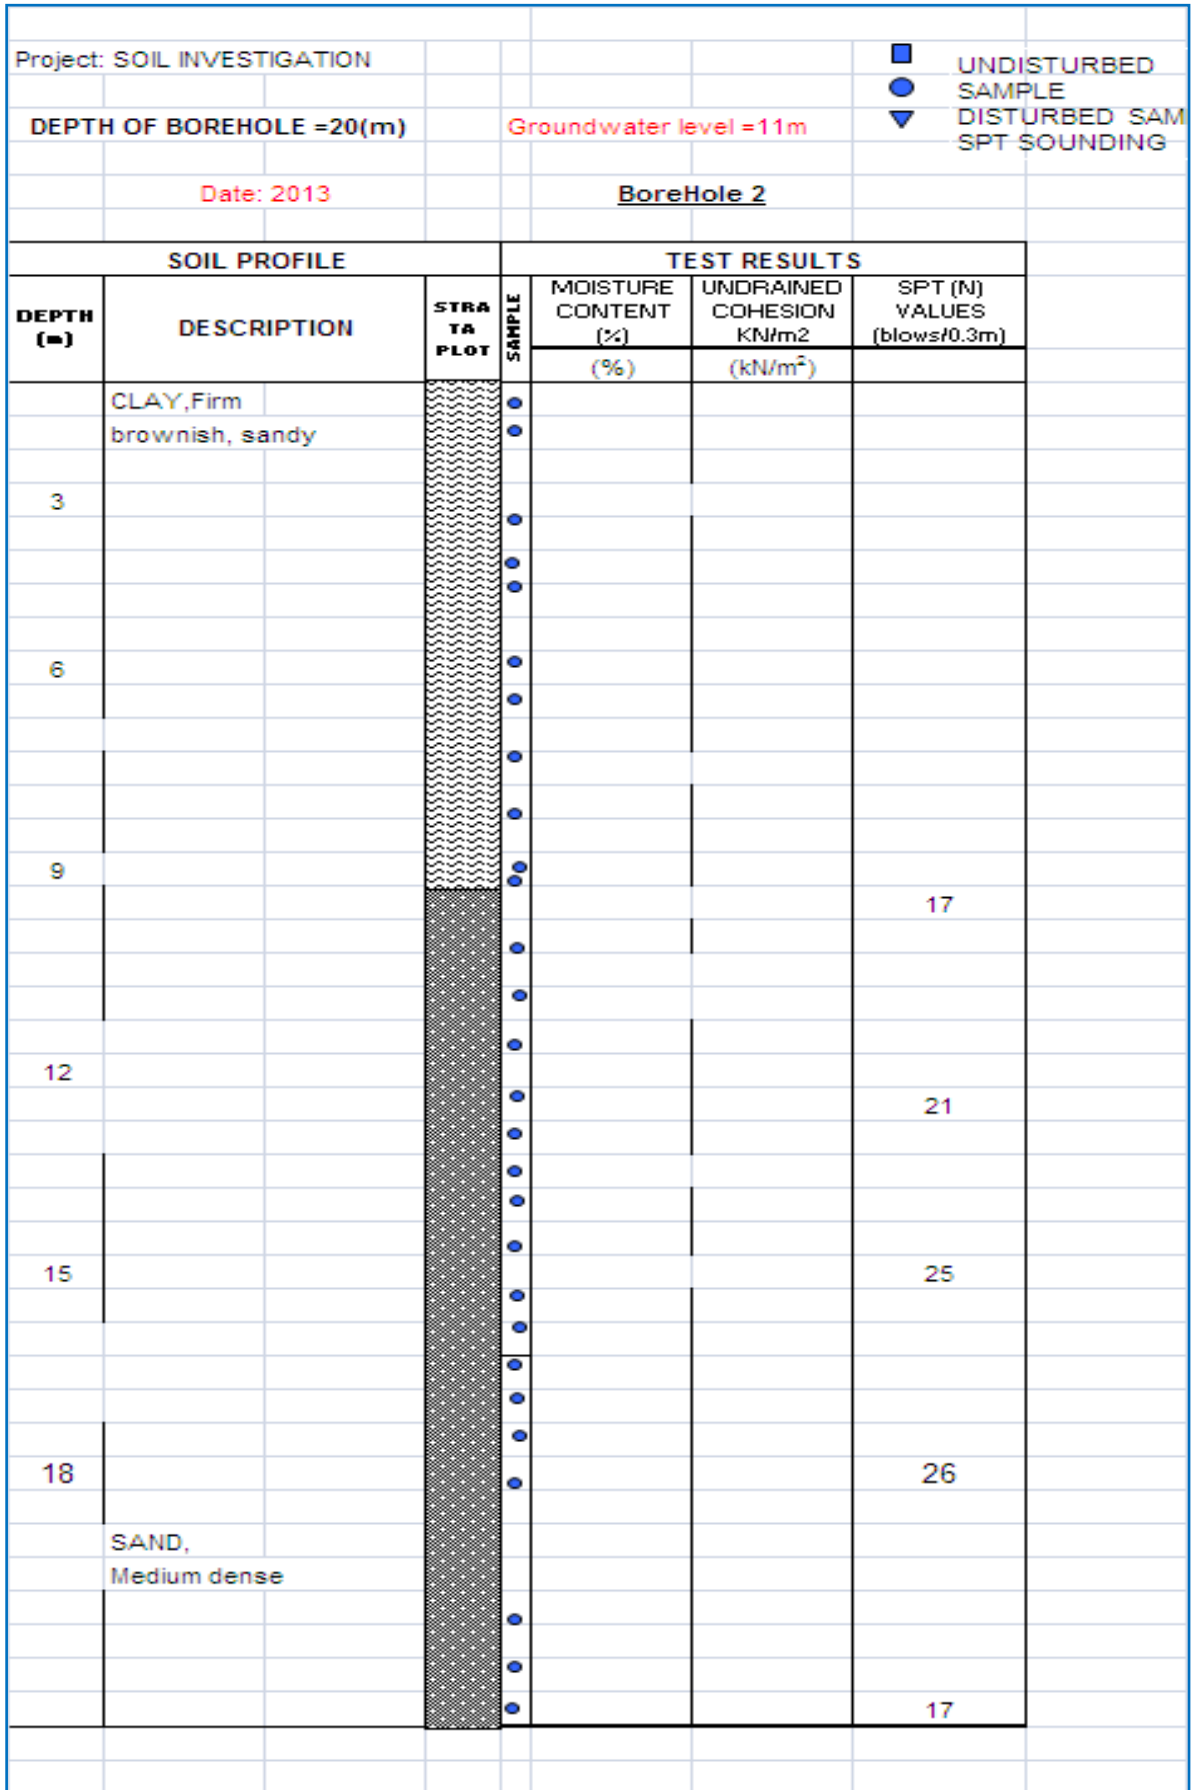 Project: SOIL INVESTIGATION
UNDISTURBED
SAMPLE
DEPTH OF BOREHOLE =20(m)
Groundwater level =11m
DISTURBED SAM
SPT SOUNDING
Date: 2013
BoreHole 2
SOIL PROFILE
TEST RESULTS
DEPTH
(m)
DESCRIPTION
STRA
TA
PLOT
SAMPLE
MOISTURE
CONTENT
(%)
UNDRAINED
COHESION
KN/m2
SPT (N)
VALUES
(blows/0.3m)
(%)
(kN/m²)
CLAY,Firm
brownish, sandy
3
6
9
17
12
21
15
25
18
26
SAND,
Medium dense
17